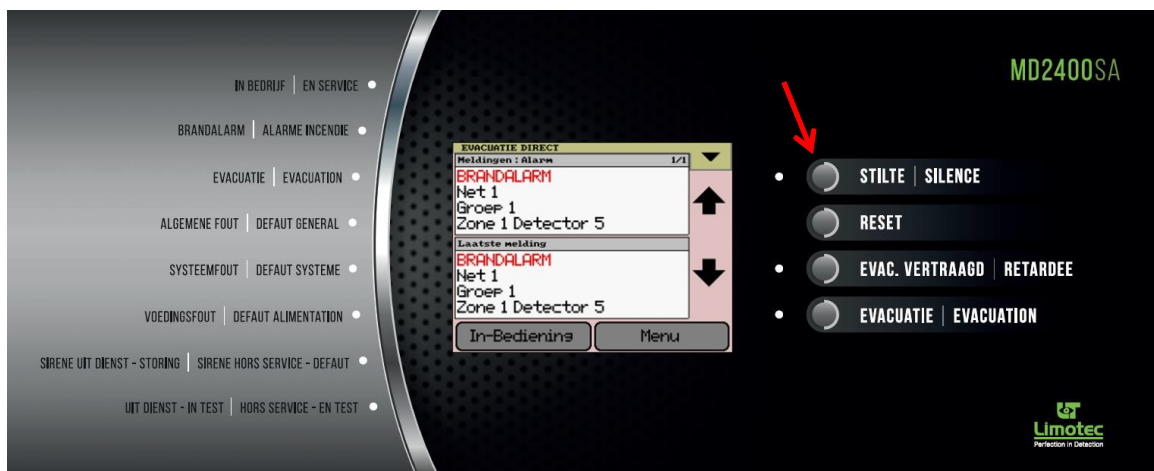 IN BEDRIJF | EN SERVICE
BRANDALARM | ALARME INCENDIE
EVACUATIE | EVACUATION
ALGEMENE FOUT | DEFAUT GENERAL
SYSTEEMFOUT | DEFAUT SYSTEME
VOEDINGSFOUT | DEFAUT ALIMENTATION
SIRENE UIT DIENST - STORING | SIRENE HORS SERVICE - DEFAUT
UIT DIENST - IN TEST | HORS SERVICE - EN TEST
EVACUATIE DIRECT
Meldingen : Alarm 1/1
BRANDALARM
Net 1
Groep 1
Zone 1 Detector 5
Laatste melding
BRANDALARM
Net 1
Groep 1
Zone 1 Detector 5
In-Bediening Menu
MD2400SA
STILTE | SILENCE
RESET
EVAC. VERTRAAGD | RETARDEE
EVACUATIE | EVACUATION
Limotec
Perfection in Detection